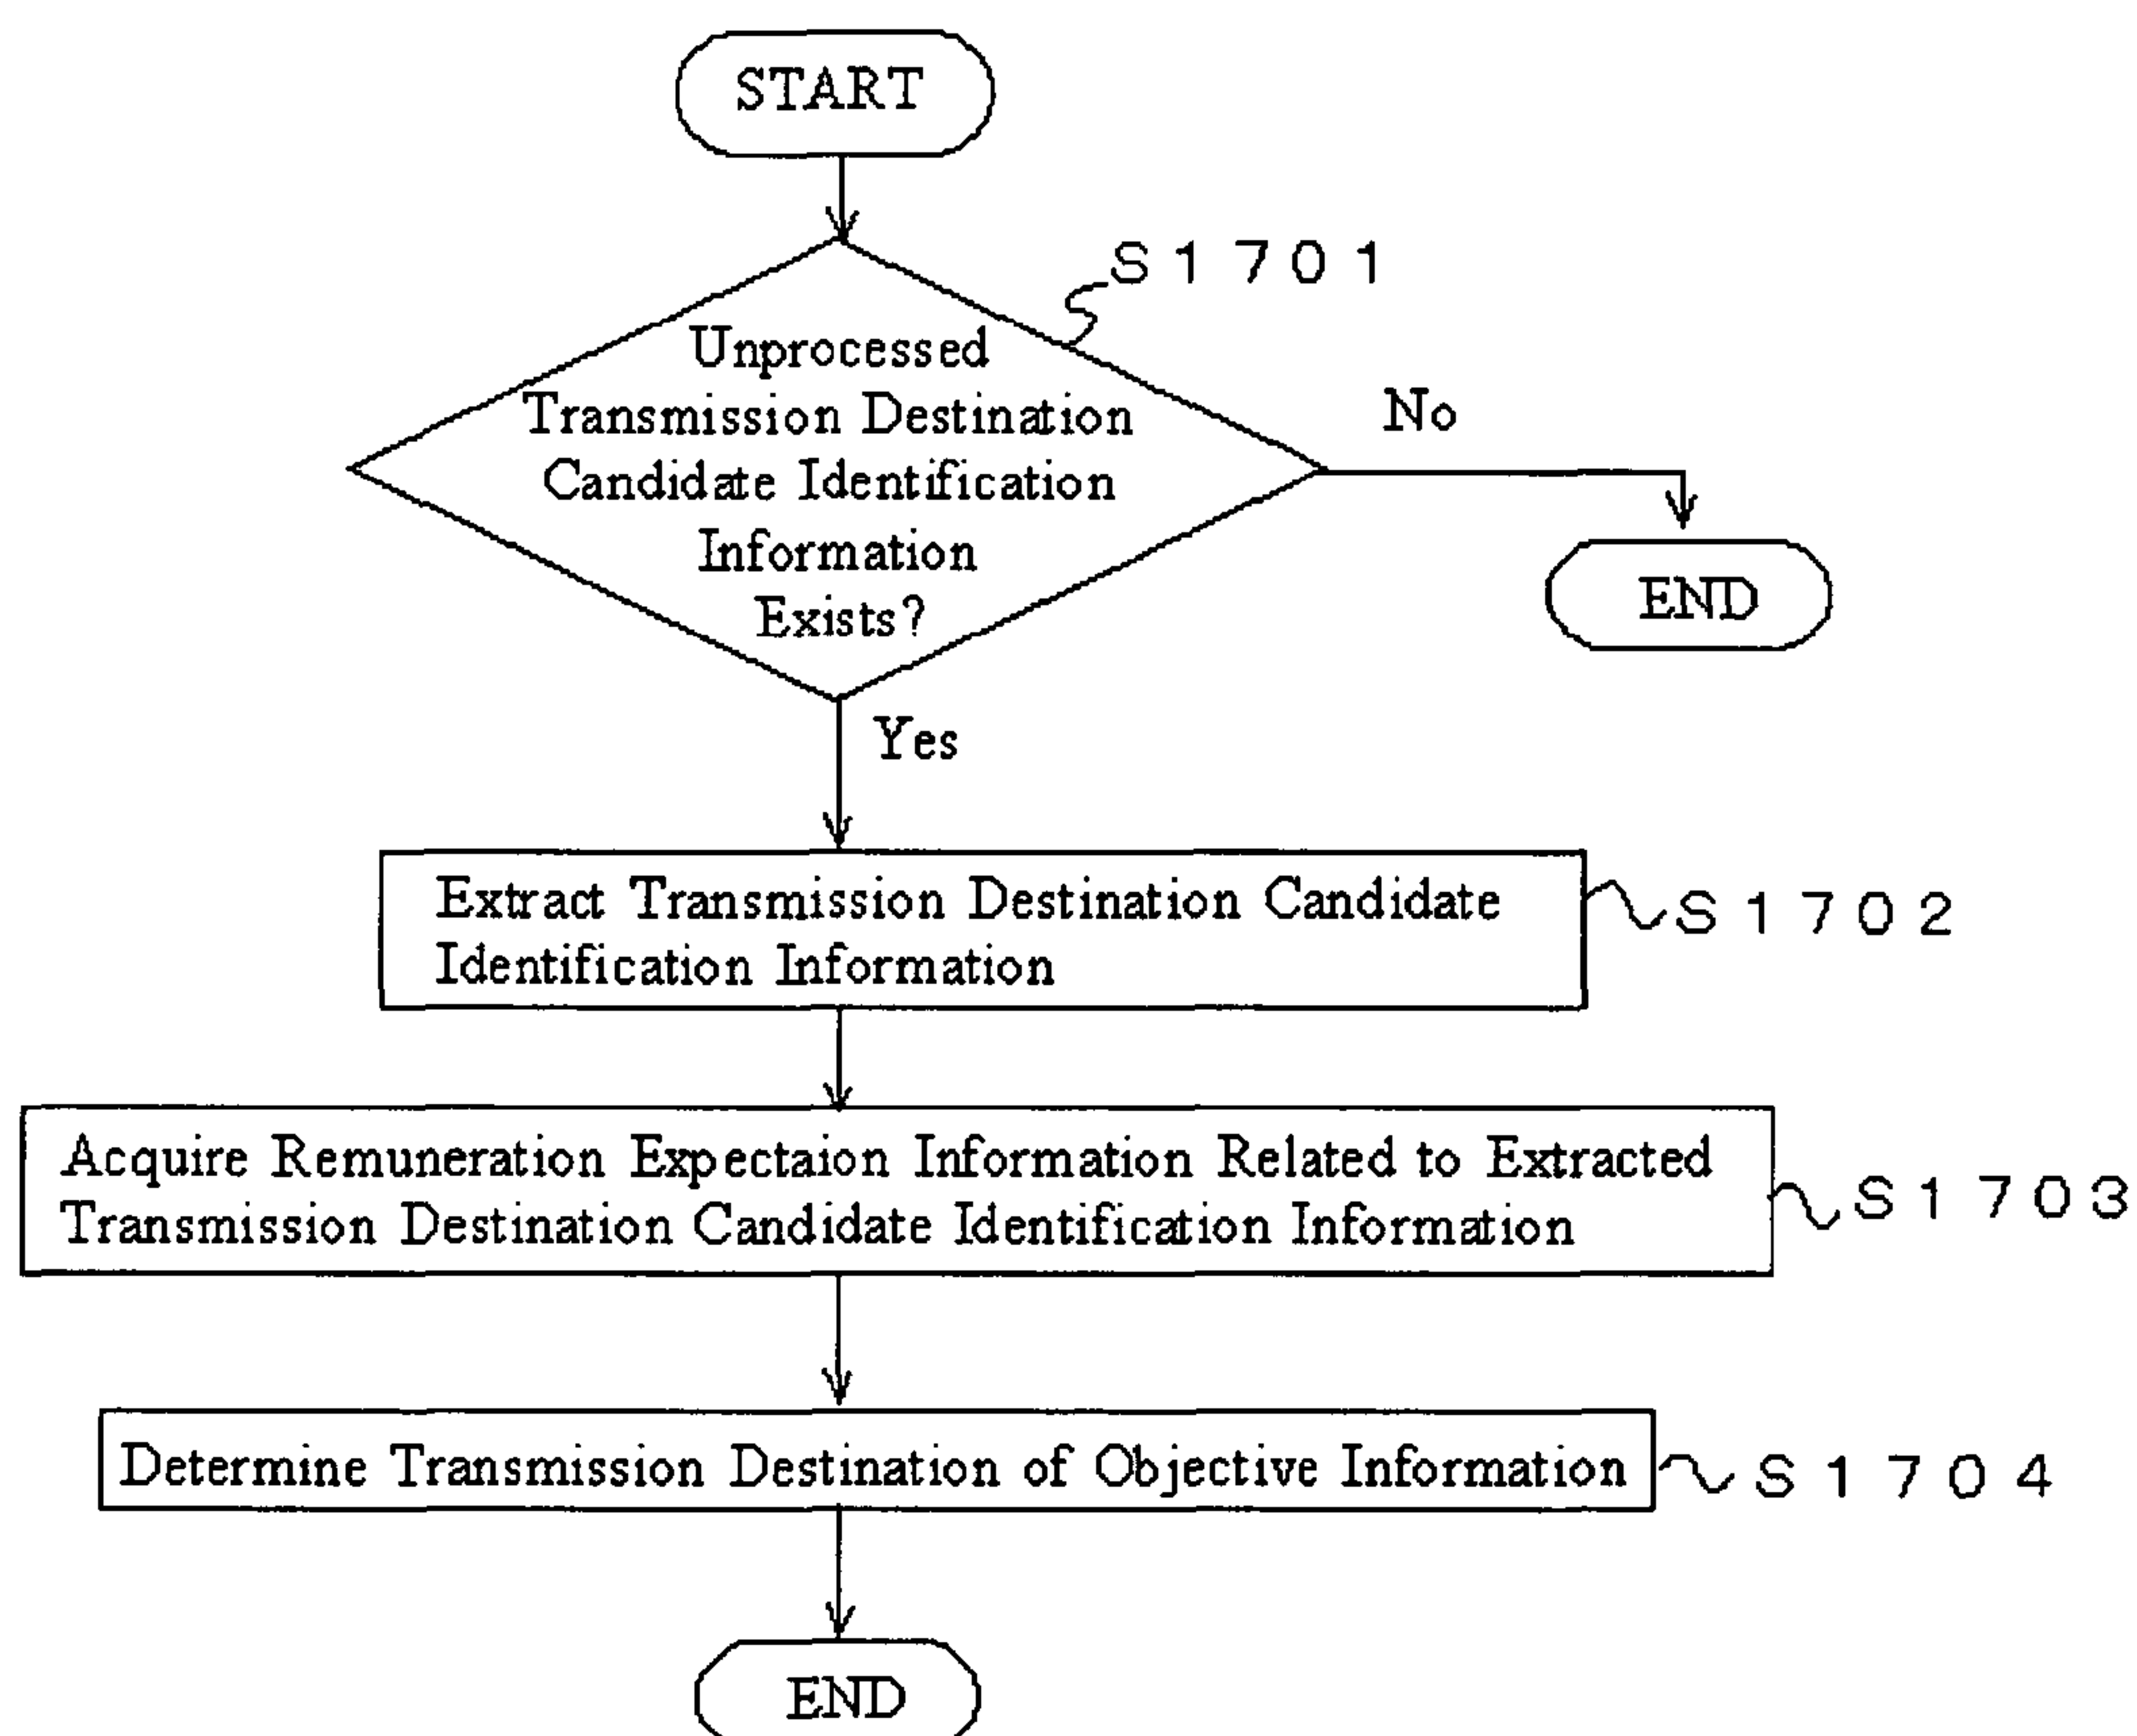 START
S1701
Unprocessed
Transmission Destination
Candidate Identification
Information
Exists?
No
END
Yes
Extract Transmission Destination Candidate
Identification Information
S1702
Acquire Remuneration Expectaion Information Related to Extracted
Transmission Destination Candidate Identification Information
S1703
Determine Transmission Destination of Objective Information
S1704
END